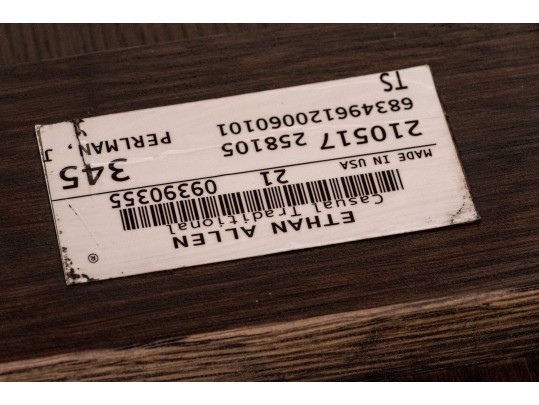 ETHAN ALLEN ®
Casual Traditional
21 09390355
MADE IN USA
210517 258105 345
683496120060101 PERLMAN, J
TS